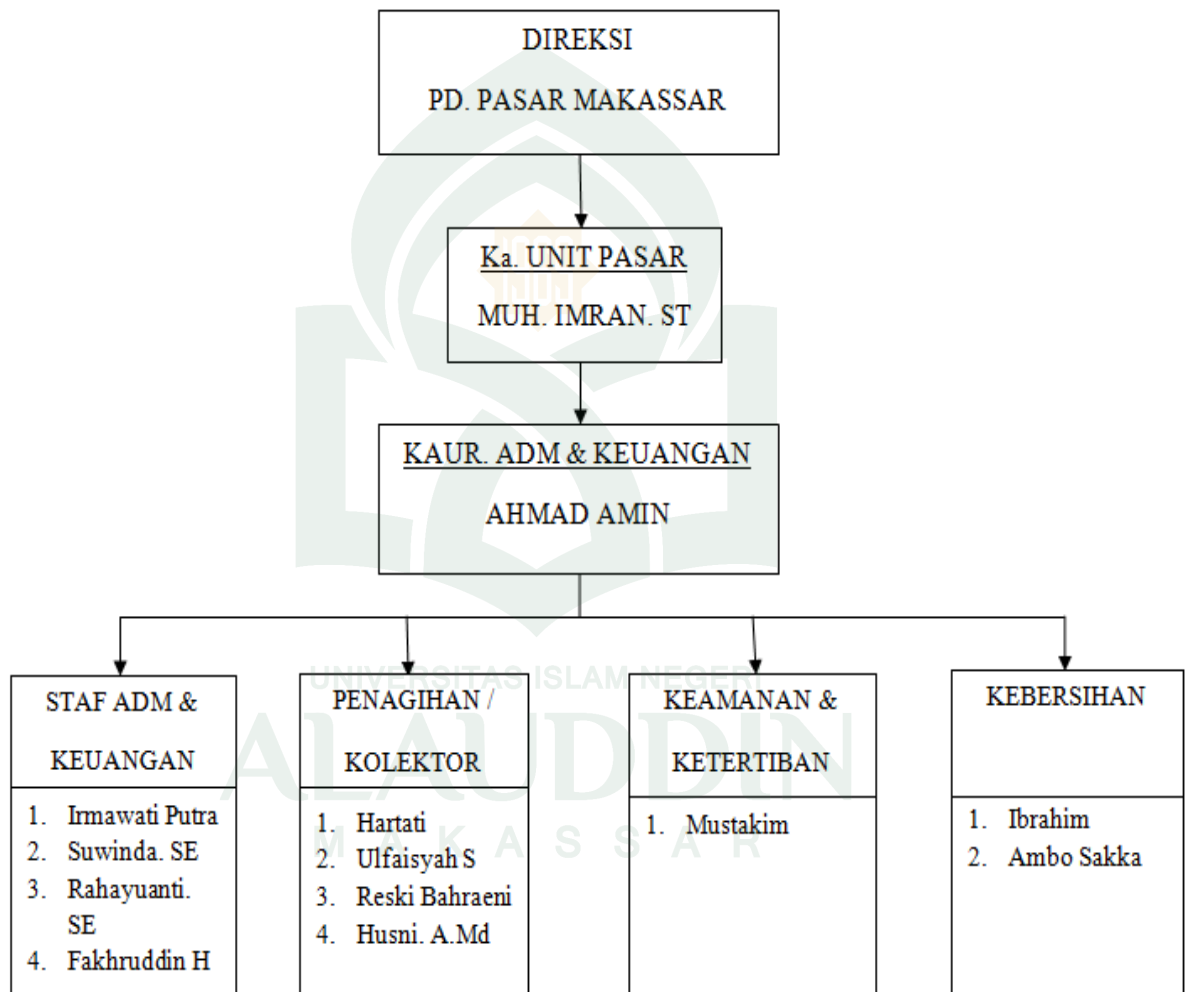 DIREKSI
PD. PASAR MAKASSAR
Ka. UNIT PASAR
MUH. IMRAN. ST
KAUR. ADM & KEUANGAN
AHMAD AMIN
STAF ADM &
KEUANGAN
1. Irmawati Putra
2. Suwinda. SE
3. Rahayuanti.
SE
4. Fakhruddin H
PENAGIHAN /
KOLEKTOR
1. Hartati
2. Ulfaisyah S
3. Reski Bahraeni
4. Husni. A.Md
KEAMANAN &
KETERTIBAN
1. Mustakim
KEBERSIHAN
1. Ibrahim
2. Ambo Sakka
UNIVERSITAS ISLAM NEGERI
ALAUDDIN
MAKASSAR